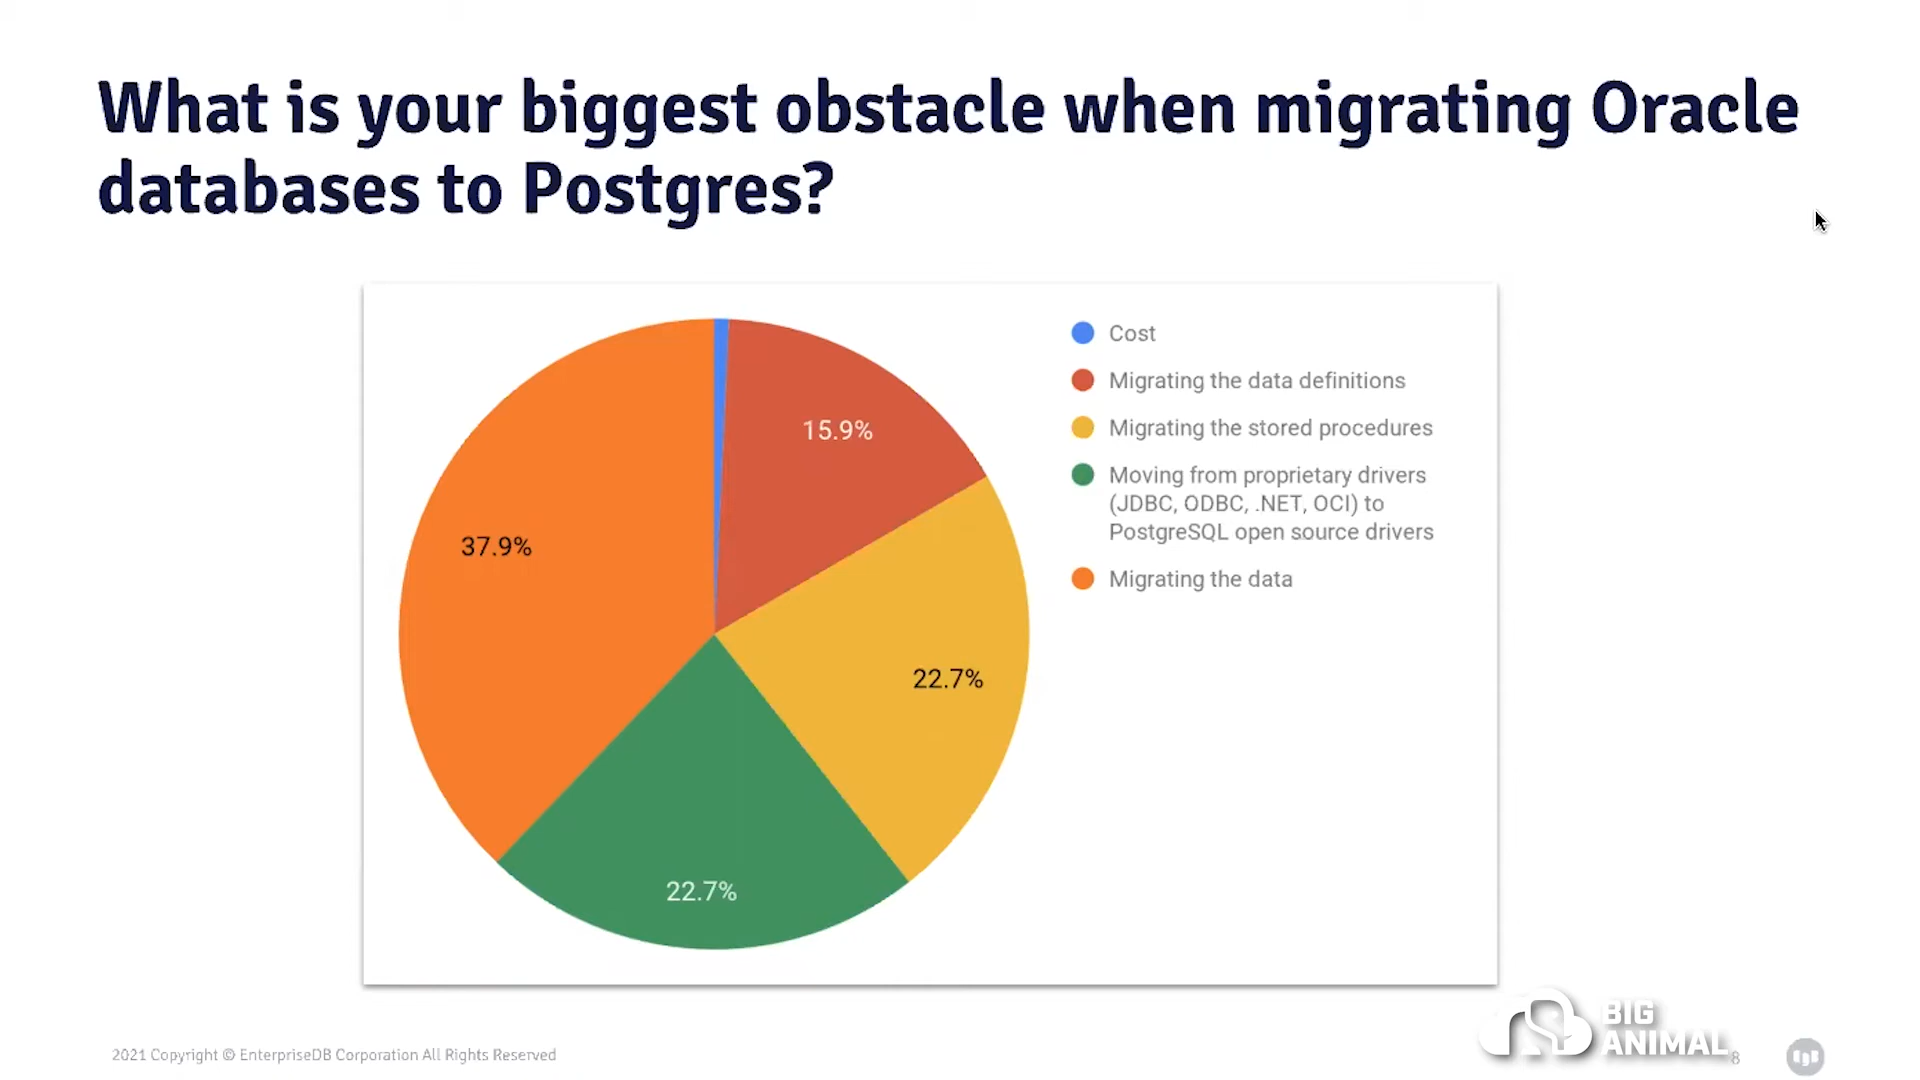 What is your biggest obstacle when migrating Oracle
databases to Postgres?
15.9%
37.9%
22.7%
22.7%
Cost
Migrating the data definitions
Migrating the stored procedures
Moving from proprietary drivers
(JDBC, ODBC, .NET, OCI) to
PostgreSQL open source drivers
Migrating the data
2021 Copyright © EnterpriseDB Corporation All Rights Reserved
BIG
ANIMAL
8